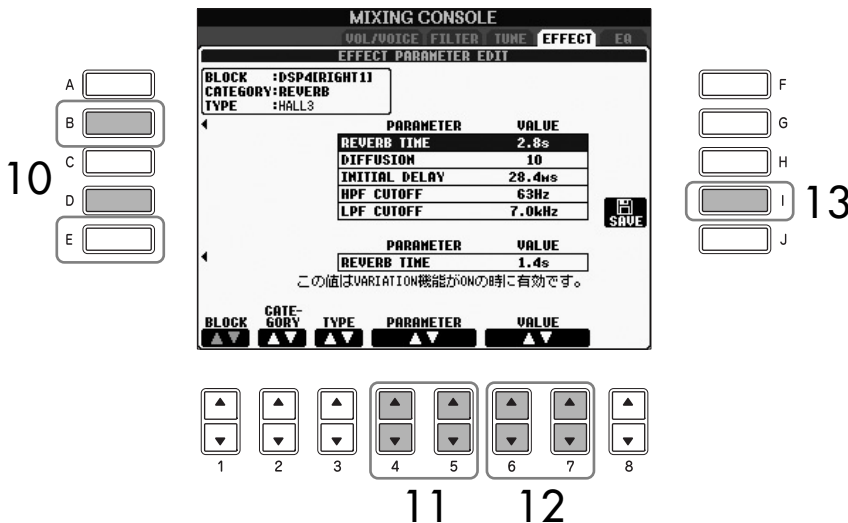 MIXING CONSOLE
VOL/VOICE FILTER TUNE EFFECT EQ
EFFECT PARAMETER EDIT
BLOCK :DSP4[RIGHT1]
CATEGORY:REVERB
TYPE :HALL3
PARAMETER VALUE
REVERB TIME 2.8s
DIFFUSION 10
INITIAL DELAY 28.4ms
HPF CUTOFF 63Hz
LPF CUTOFF 7.0kHz
SAVE
PARAMETER VALUE
REVERB TIME 1.4s
この値はVARIATION機能がONの時に有効です。
BLOCK CATE-GORY TYPE PARAMETER VALUE
A
B
C
D
E
10
F
G
H
I
J
13
1 2 3 4 5 6 7 8
11 12